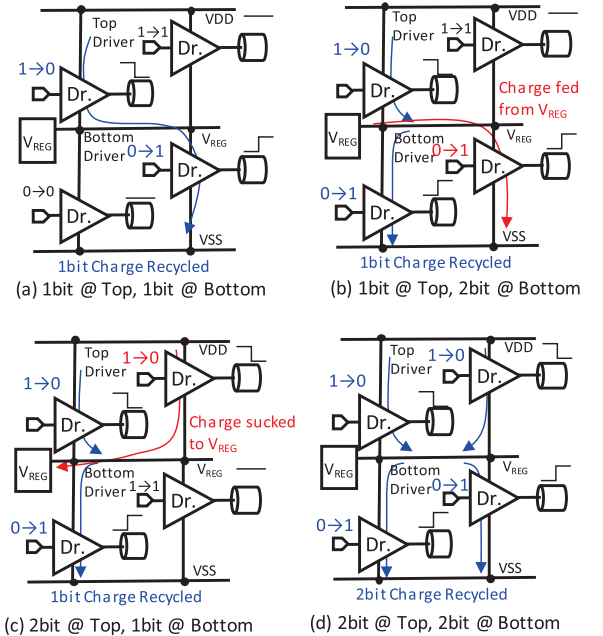 Top
Driver
1→1
VDD
1→0
Dr.
Dr.
VREG
Bottom
Driver
VREG
0→1
0→0
Dr.
Dr.
VSS
1bit Charge Recycled
(a) 1bit @ Top, 1bit @ Bottom
Top
Driver
1→1
VDD
1→0
Dr.
Dr.
Charge fed
from VREG
VREG
Bottom
Driver
VREG
0→1
0→1
Dr.
Dr.
VSS
1bit Charge Recycled
(b) 1bit @ Top, 2bit @ Bottom
Top
Driver
1→0
VDD
1→0
Dr.
Dr.
Charge sucked
to VREG
VREG
Bottom
Driver
VREG
1→1
0→1
Dr.
Dr.
VSS
1bit Charge Recycled
(c) 2bit @ Top, 1bit @ Bottom
Top
Driver
1→0
VDD
1→0
Dr.
Dr.
VREG
Bottom
Driver
VREG
0→1
0→1
Dr.
Dr.
VSS
2bit Charge Recycled
(d) 2bit @ Top, 2bit @ Bottom